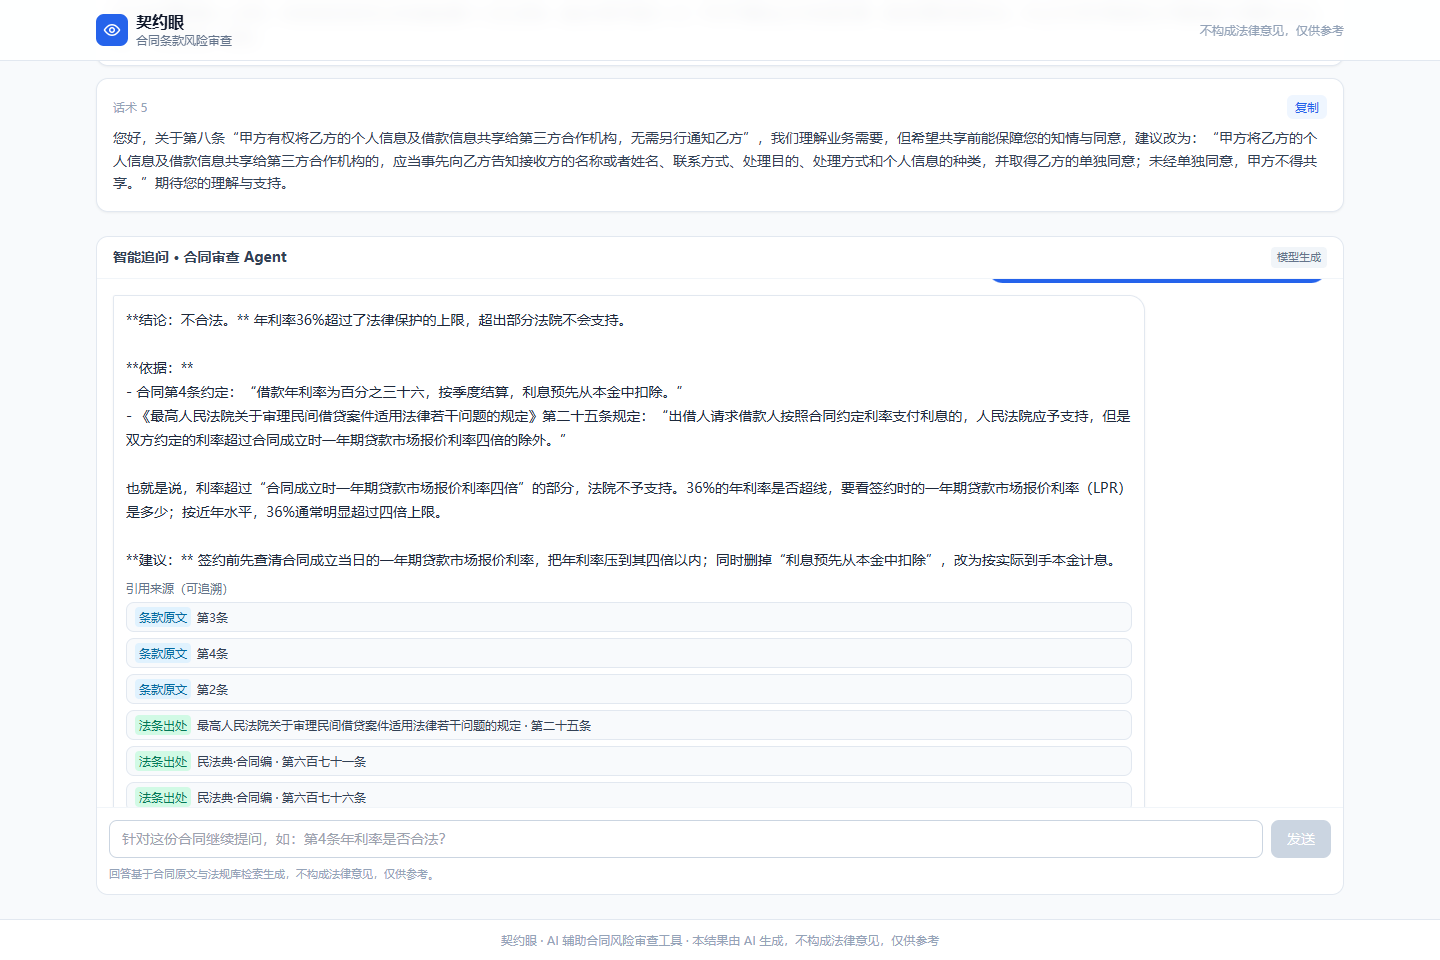 契约眼
合同条款风险审查
不构成法律意见，仅供参考
话术 5
复制
您好，关于第八条“甲方有权将乙方的个人信息及借款信息共享给第三方合作机构，无需另行通知乙方”，我们理解业务需要，但希望共享前能保障您的知情与同意，建议改为：“甲方将乙方的个
人信息及借款信息共享给第三方合作机构的，应当事先向乙方告知接收方的名称或者姓名、联系方式、处理目的、处理方式和个人信息的种类，并取得乙方的单独同意；未经单独同意，甲方不得共
享。”期待您的理解与支持。
智能追问 • 合同审查 Agent
模型生成
**结论：不合法。** 年利率36%超过了法律保护的上限，超出部分法院不会支持。
**依据：**
- 合同第4条约定：“借款年利率为百分之三十六，按季度结算，利息预先从本金中扣除。”
- 《最高人民法院关于审理民间借贷案件适用法律若干问题的规定》第二十五条规定：“出借人请求借款人按照合同约定利率支付利息的，人民法院应予支持，但是
双方约定的利率超过合同成立时一年期贷款市场报价利率四倍的除外。”
也就是说，利率超过“合同成立时一年期贷款市场报价利率四倍”的部分，法院不予支持。36%的年利率是否超线，要看签约时的一年期贷款市场报价利率（LPR）
是多少；按近年水平，36%通常明显超过四倍上限。
**建议：** 签约前先查清合同成立当日的一年期贷款市场报价利率，把年利率压到其四倍以内；同时删掉“利息预先从本金中扣除”，改为按实际到手本金计息。
引用来源（可追溯）
条款原文 第3条
条款原文 第4条
条款原文 第2条
法条出处 最高人民法院关于审理民间借贷案件适用法律若干问题的规定 · 第二十五条
法条出处 民法典·合同编 · 第六百七十一条
法条出处 民法典·合同编 · 第六百七十六条
针对这份合同继续提问，如：第4条年利率是否合法？
发送
回答基于合同原文与法规库检索生成，不构成法律意见，仅供参考。
契约眼 · AI 辅助合同风险审查工具 · 本结果由 AI 生成，不构成法律意见，仅供参考